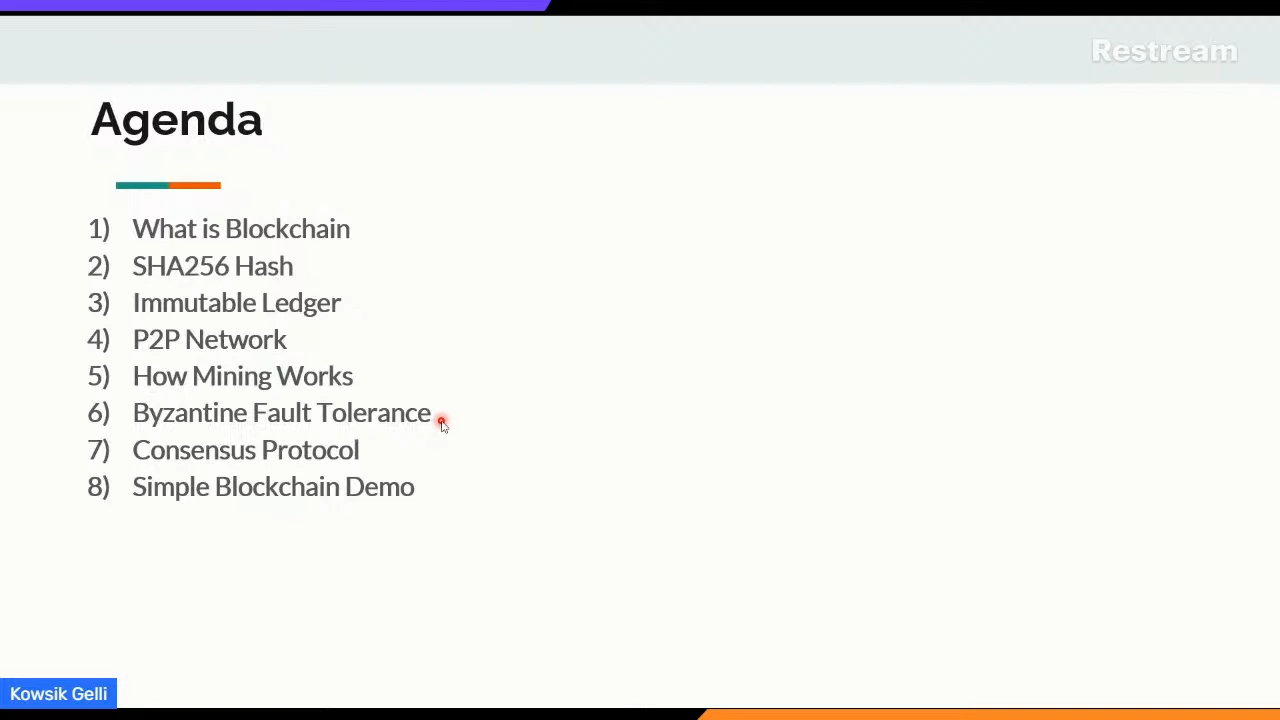 Restream
Agenda
1) What is Blockchain
2) SHA256 Hash
3) Immutable Ledger
4) P2P Network
5) How Mining Works
6) Byzantine Fault Tolerance
7) Consensus Protocol
8) Simple Blockchain Demo
Kowsik Gelli